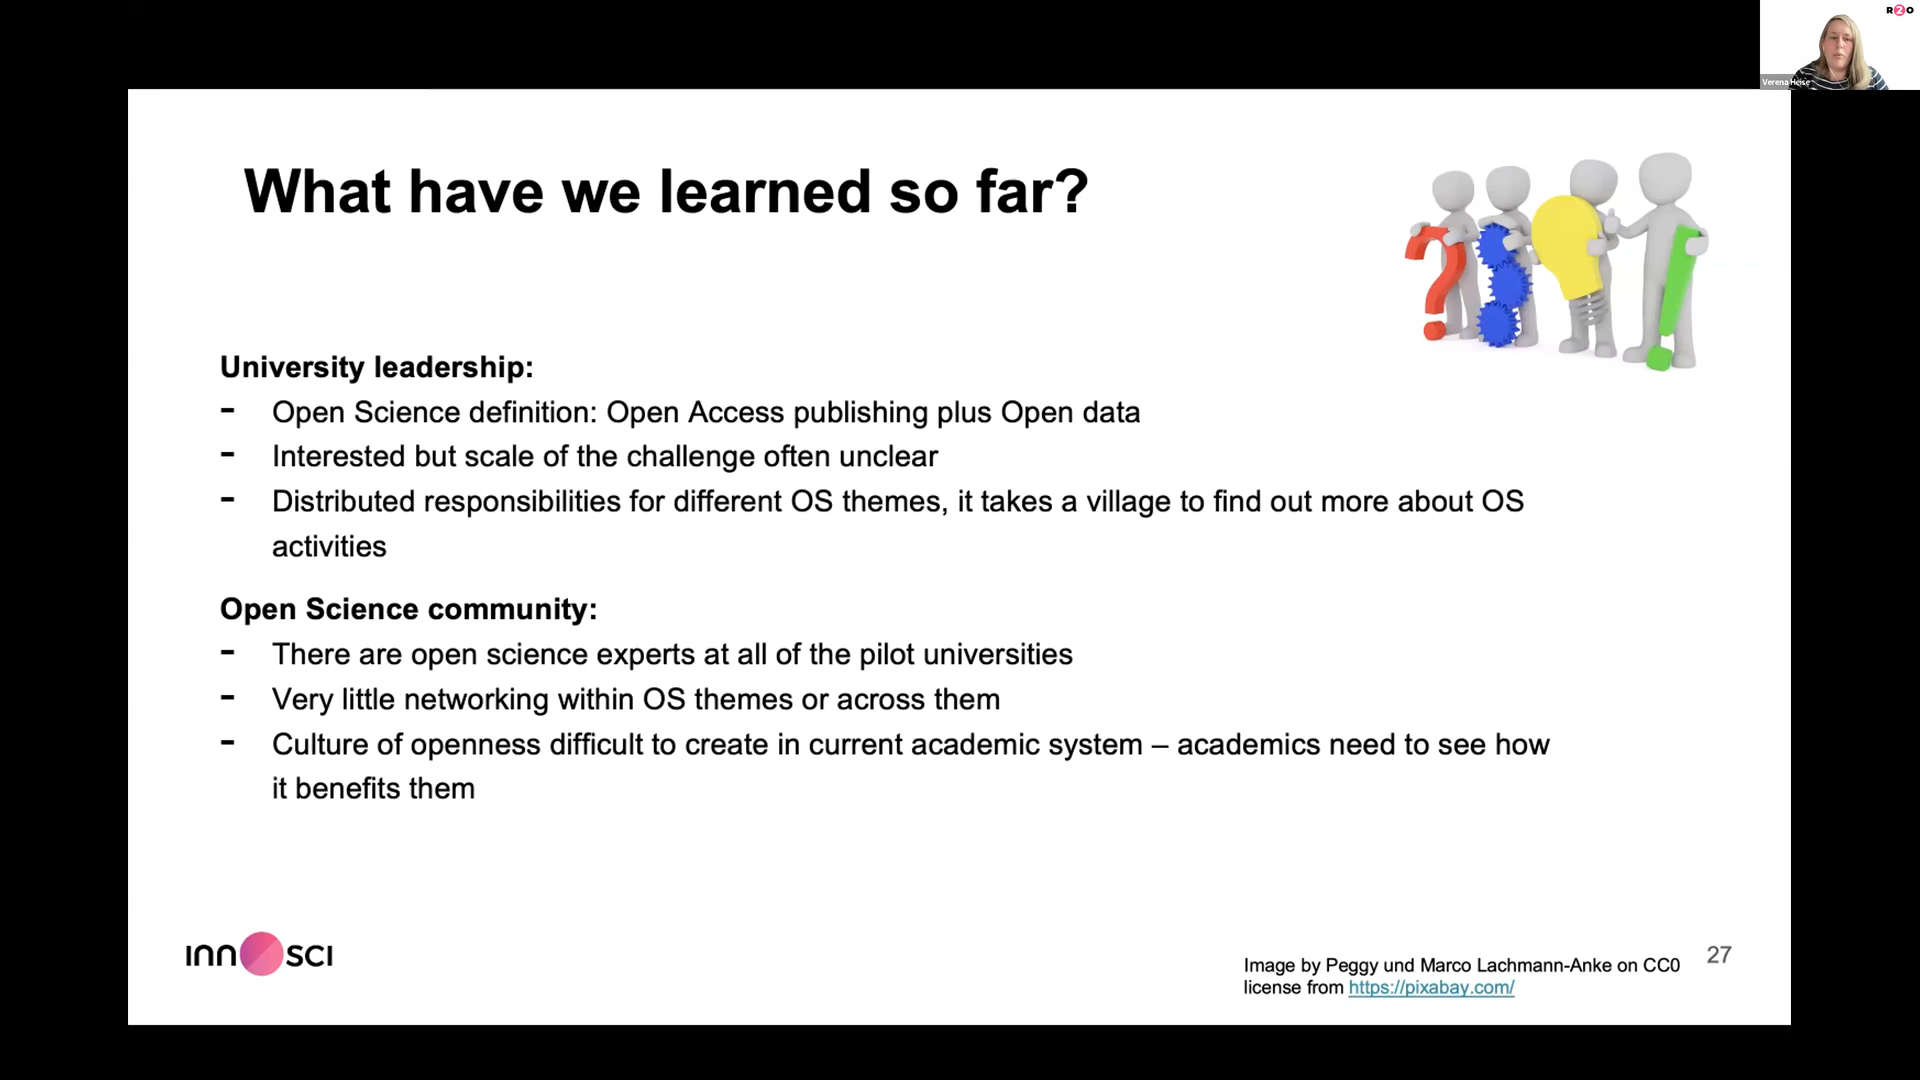 R2O
Verena Heise
What have we learned so far?
University leadership:
- Open Science definition: Open Access publishing plus Open data
- Interested but scale of the challenge often unclear
- Distributed responsibilities for different OS themes, it takes a village to find out more about OS
activities
Open Science community:
- There are open science experts at all of the pilot universities
- Very little networking within OS themes or across them
- Culture of openness difficult to create in current academic system – academics need to see how
it benefits them
INNOSCI
Image by Peggy und Marco Lachmann-Anke on CC0
license from https://pixabay.com/
27